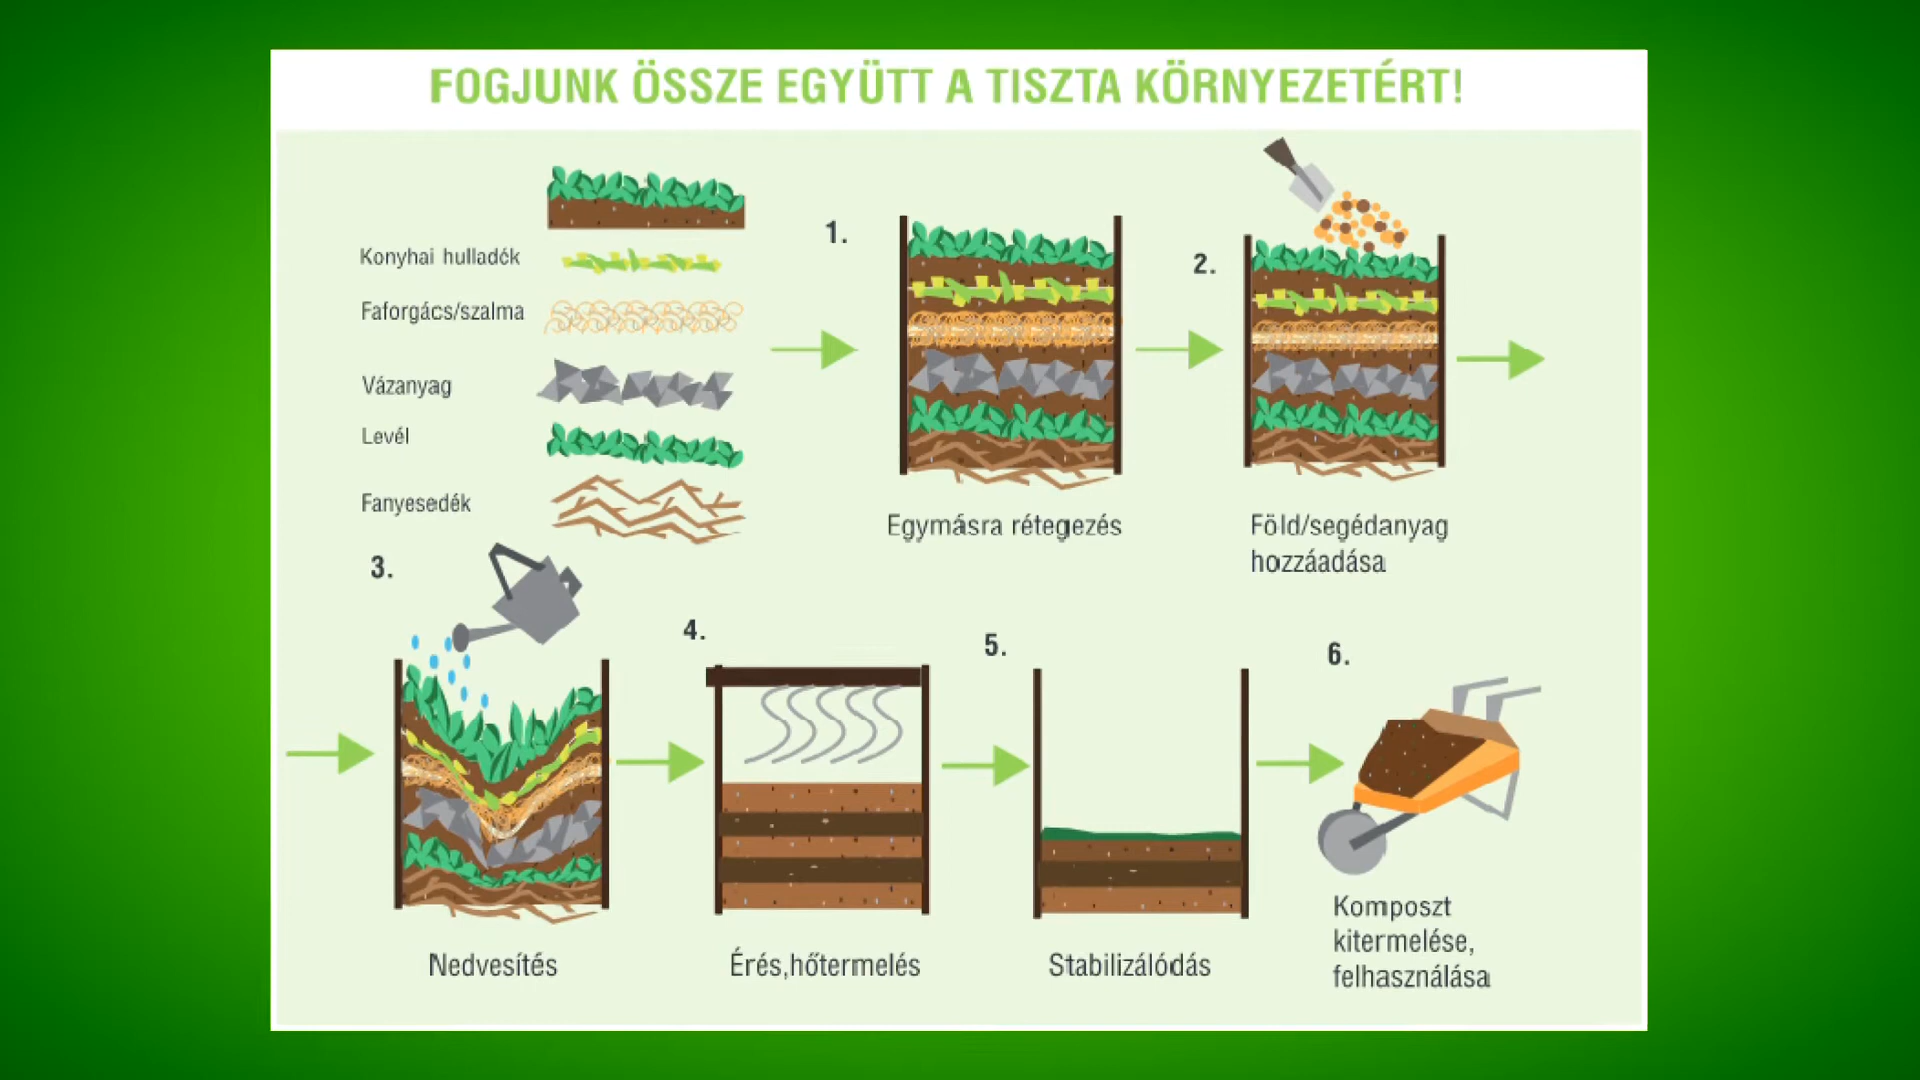 FOGJUNK ÖSSZE EGYÜTT A TISZTA KÖRNYEZETÉRT!
Konyhai hulladék
Faforgács/szalma
Vázanyag
Levél
Fanyesedék
1.
Egymásra rétegezés
2.
Föld/segédanyag
hozzáadása
3.
Nedvesítés
4.
Érés,hőtermelés
5.
Stabilizálódás
6.
Komposzt
kitermelése,
felhasználása